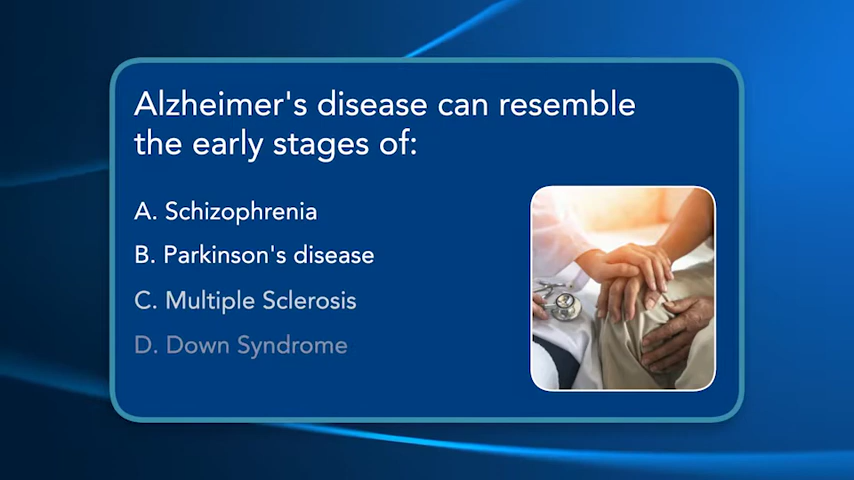 Alzheimer's disease can resemble
the early stages of:
A. Schizophrenia
B. Parkinson's disease
C. Multiple Sclerosis
D. Down Syndrome